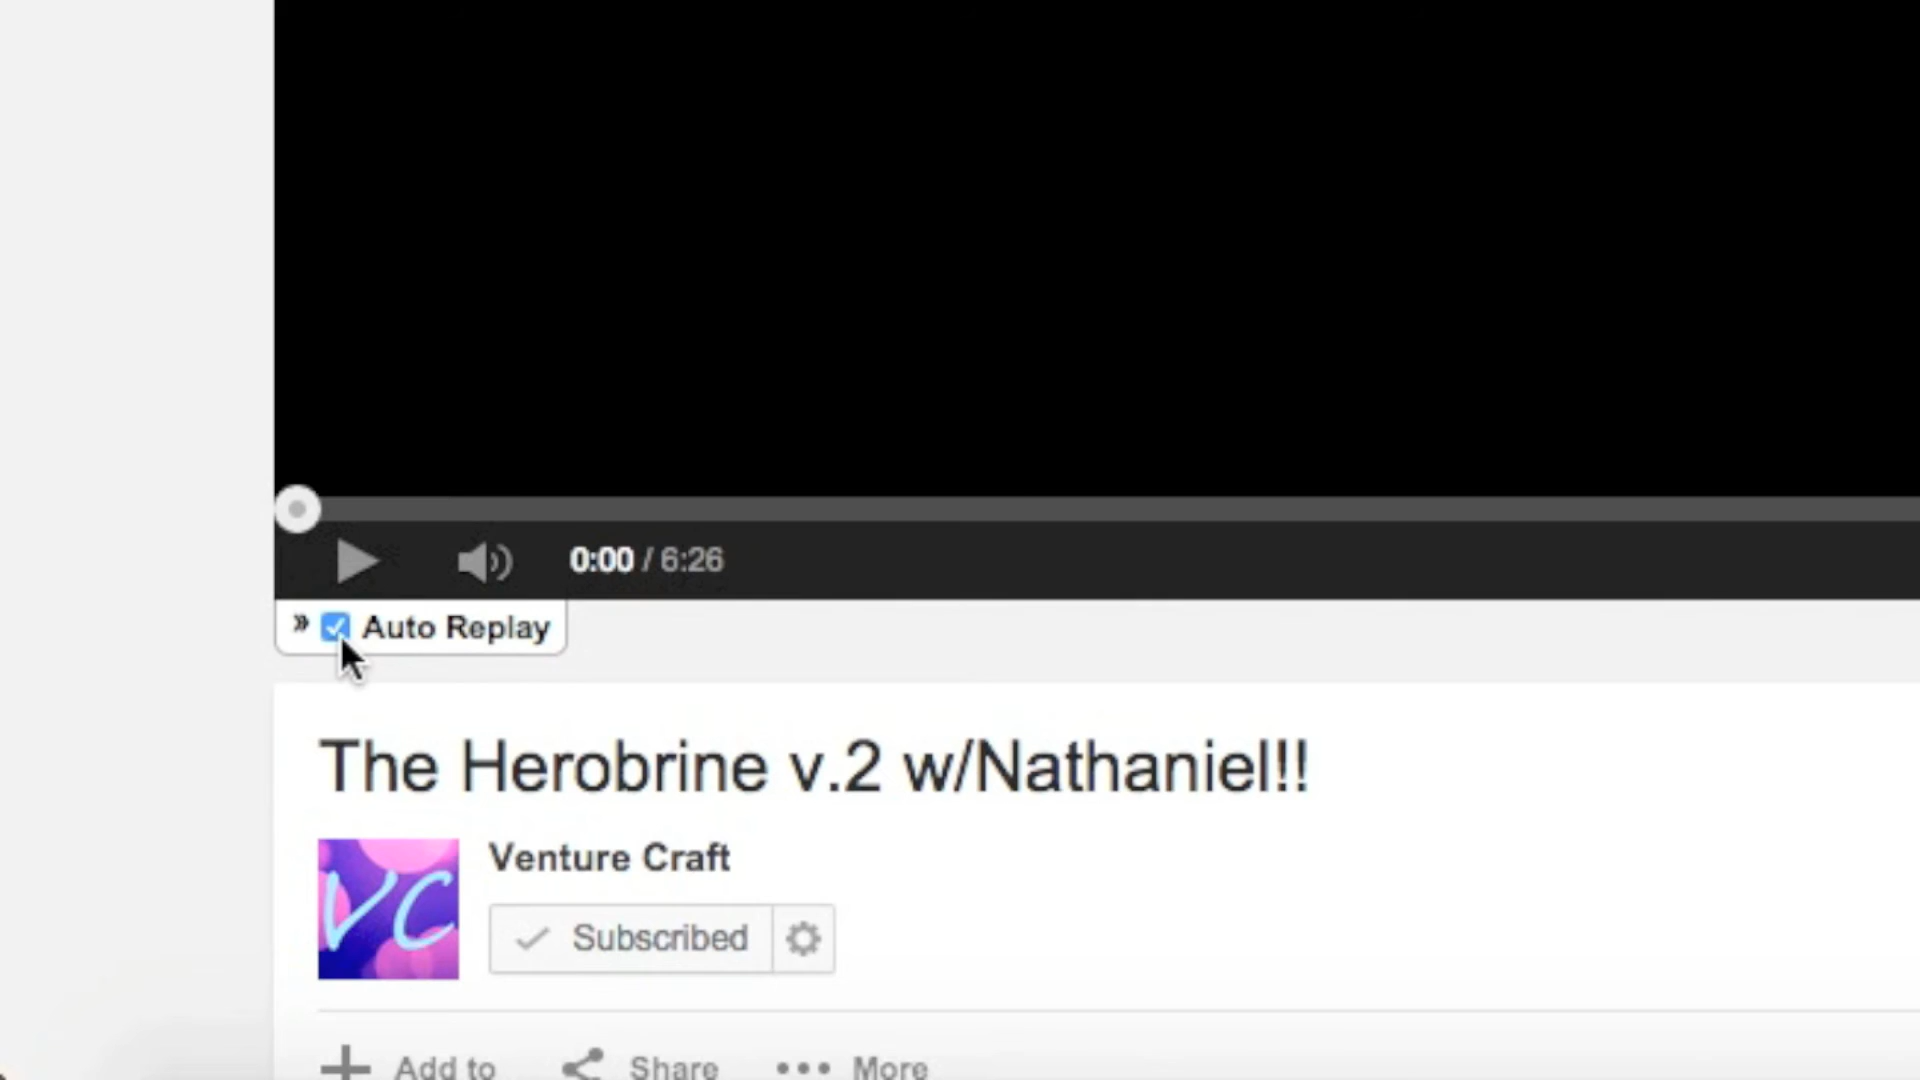 0:00 / 6:26
» Auto Replay
The Herobrine v.2 w/Nathaniel!!
VC
Venture Craft
Subscribed
Add to Share More